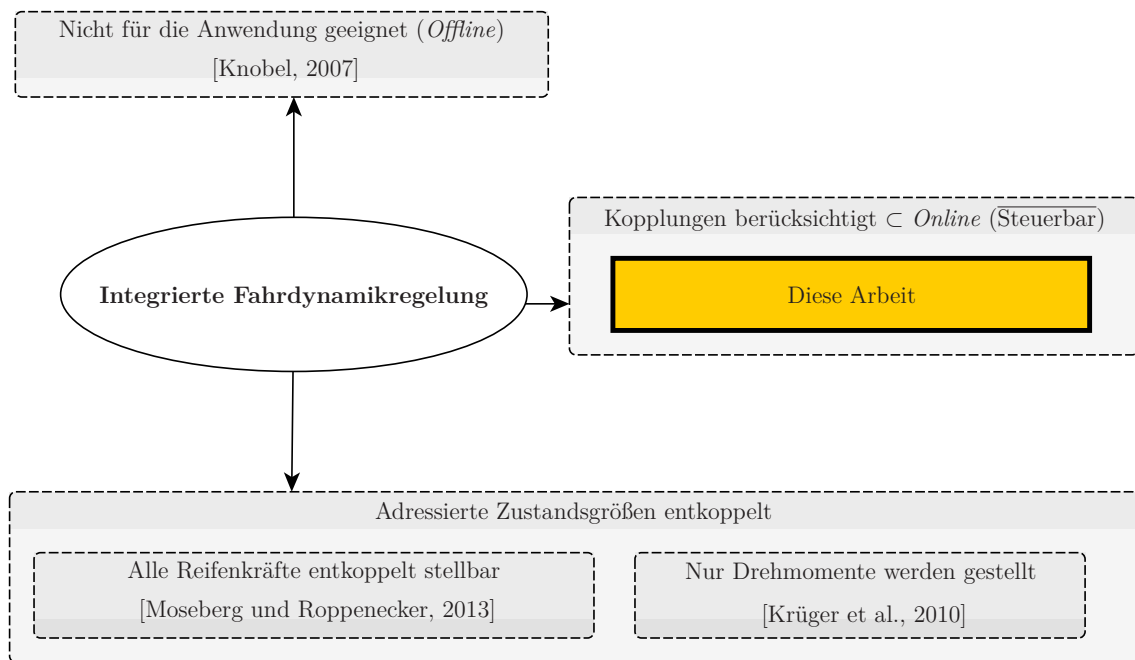 Nicht für die Anwendung geeignet (Offline)
[Knobel, 2007]
Kopplungen berücksichtigt ⊂ Online (S̅t̅e̅u̅e̅r̅b̅a̅r̅)
Integrierte Fahrdynamikregelung
Diese Arbeit
Adressierte Zustandsgrößen entkoppelt
Alle Reifenkräfte entkoppelt stellbar
[Moseberg und Roppenecker, 2013]
Nur Drehmomente werden gestellt
[Krüger et al., 2010]